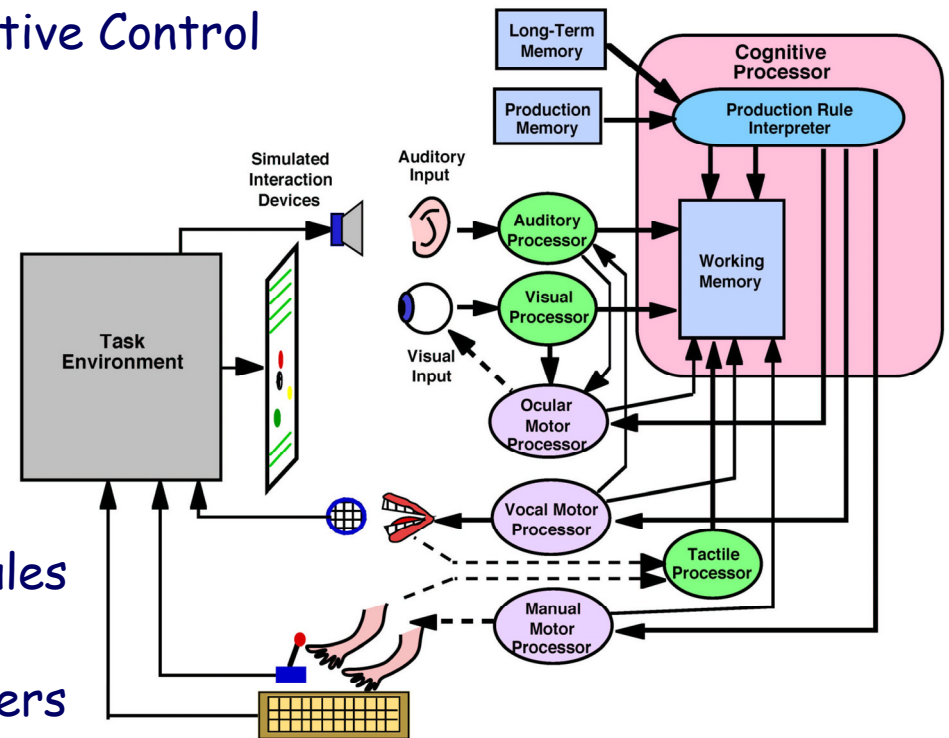 tive Control
Long-Term
Memory
Cognitive
Processor
Production
Memory
Production Rule
Interpreter
Simulated
Interaction
Devices
Auditory
Input
Auditory
Processor
Working
Memory
Visual
Processor
Task
Environment
Visual
Input
Ocular
Motor
Processor
Vocal Motor
Processor
Tactile
Processor
ules
Manual
Motor
Processor
ers